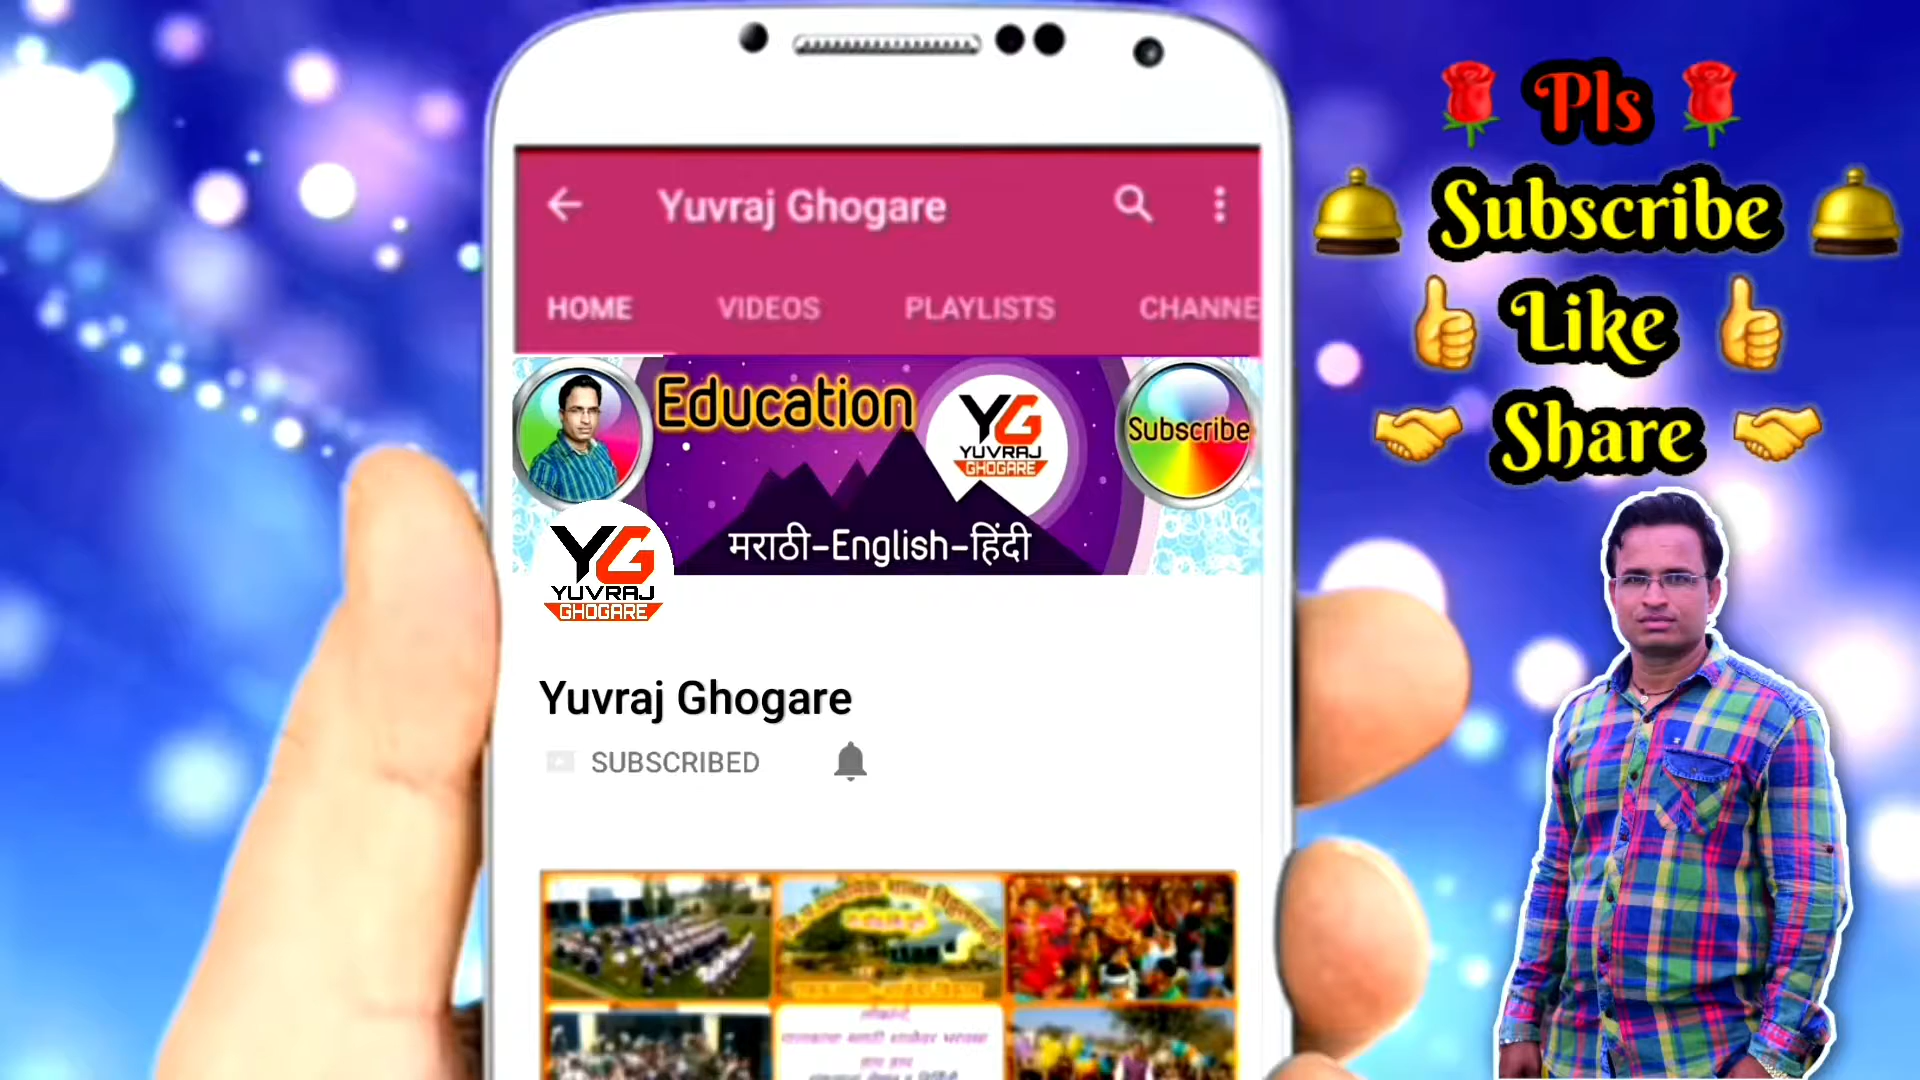 Yuvraj Ghogare
HOME VIDEOS PLAYLISTS CHANNE
Education
YG
YUVRAJ
GHOGARE
Subscribe
मराठी-English-हिंदी
YG
YUVRAJ
GHOGARE
Yuvraj Ghogare
SUBSCRIBED
Pls
Subscribe
Like
Share